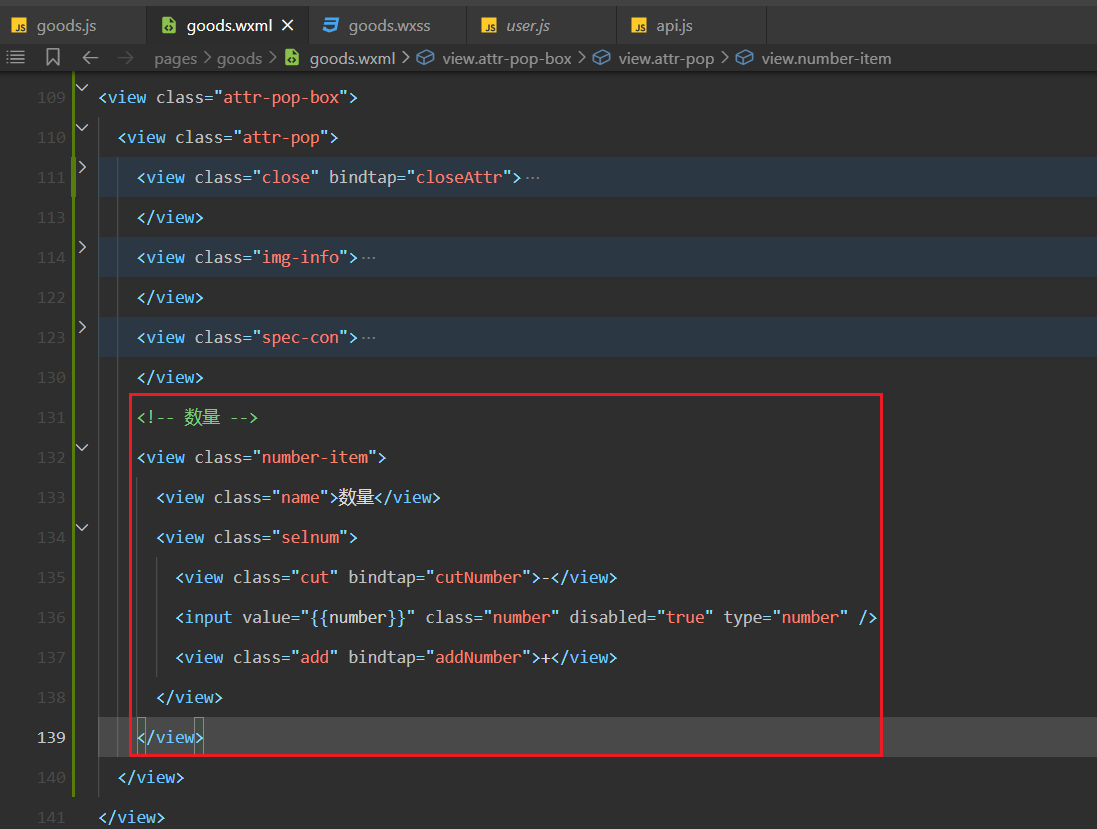 goods.js goods.wxml goods.wxss user.js api.js
pages > goods > goods.wxml > view.attr-pop-box > view.attr-pop > view.number-item
109 <view class="attr-pop-box">
110 <view class="attr-pop">
111 <view class="close" bindtap="closeAttr">···
113 </view>
114 <view class="img-info">···
122 </view>
123 <view class="spec-con">···
130 </view>
131 <!-- 数量 -->
132 <view class="number-item">
133 <view class="name">数量</view>
134 <view class="selnum">
135 <view class="cut" bindtap="cutNumber">-</view>
136 <input value="{{number}}" class="number" disabled="true" type="number" />
137 <view class="add" bindtap="addNumber">+</view>
138 </view>
139 </view>
140 </view>
141 </view>